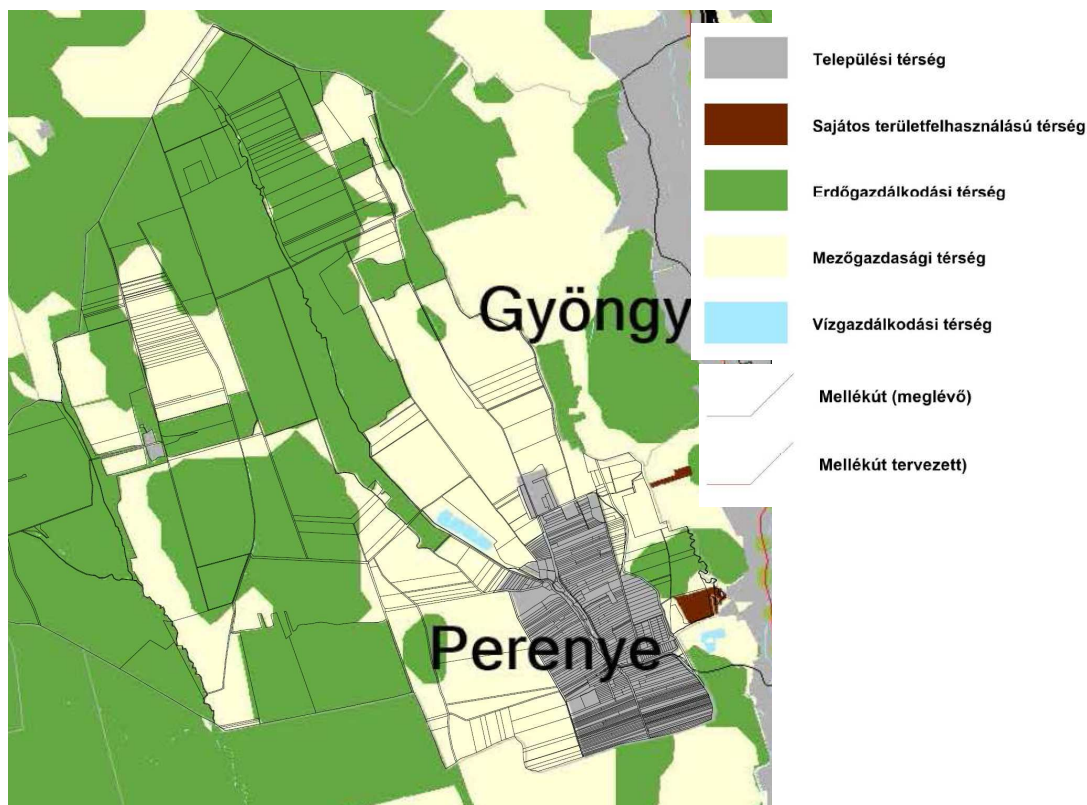 Települési térség
Sajátos területfelhasználású térség
Erdőgazdálkodási térség
Mezőgazdasági térség
Vízgazdálkodási térség
Mellékút (meglévő)
Mellékút tervezett)
Gyöngy
Perenye